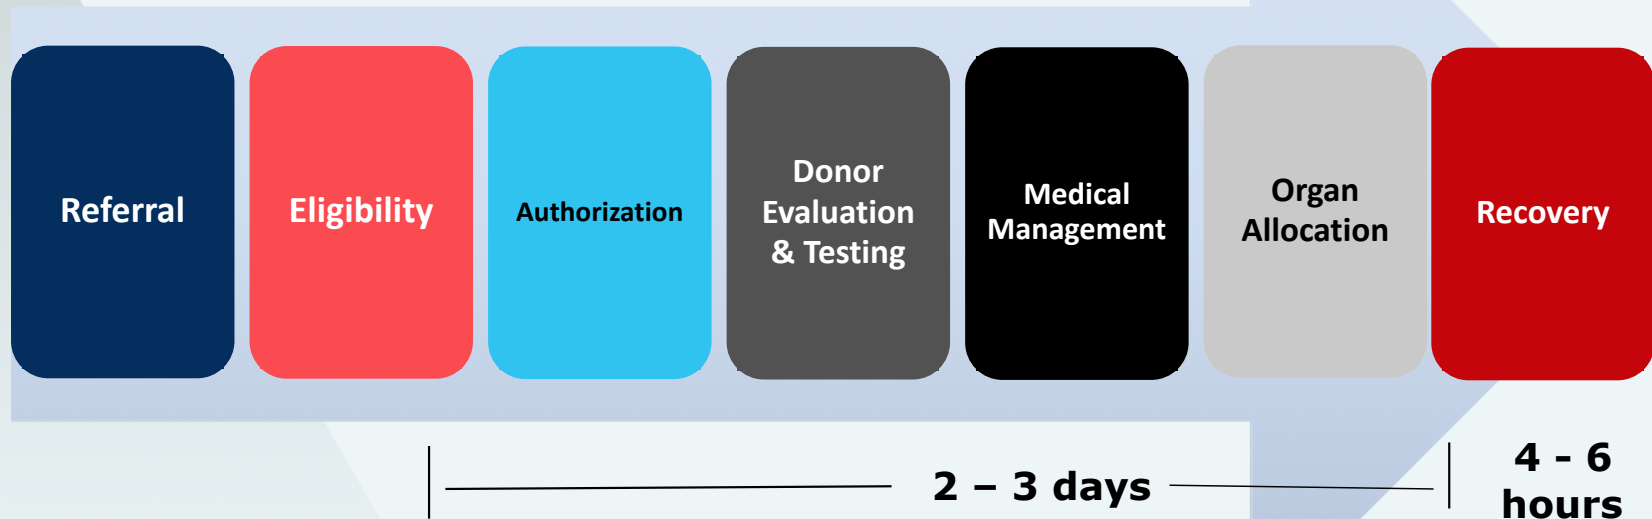 Referral
Eligibility
Authorization
Donor
Evaluation
& Testing
Medical
Management
Organ
Allocation
Recovery
2 – 3 days
4 - 6
hours